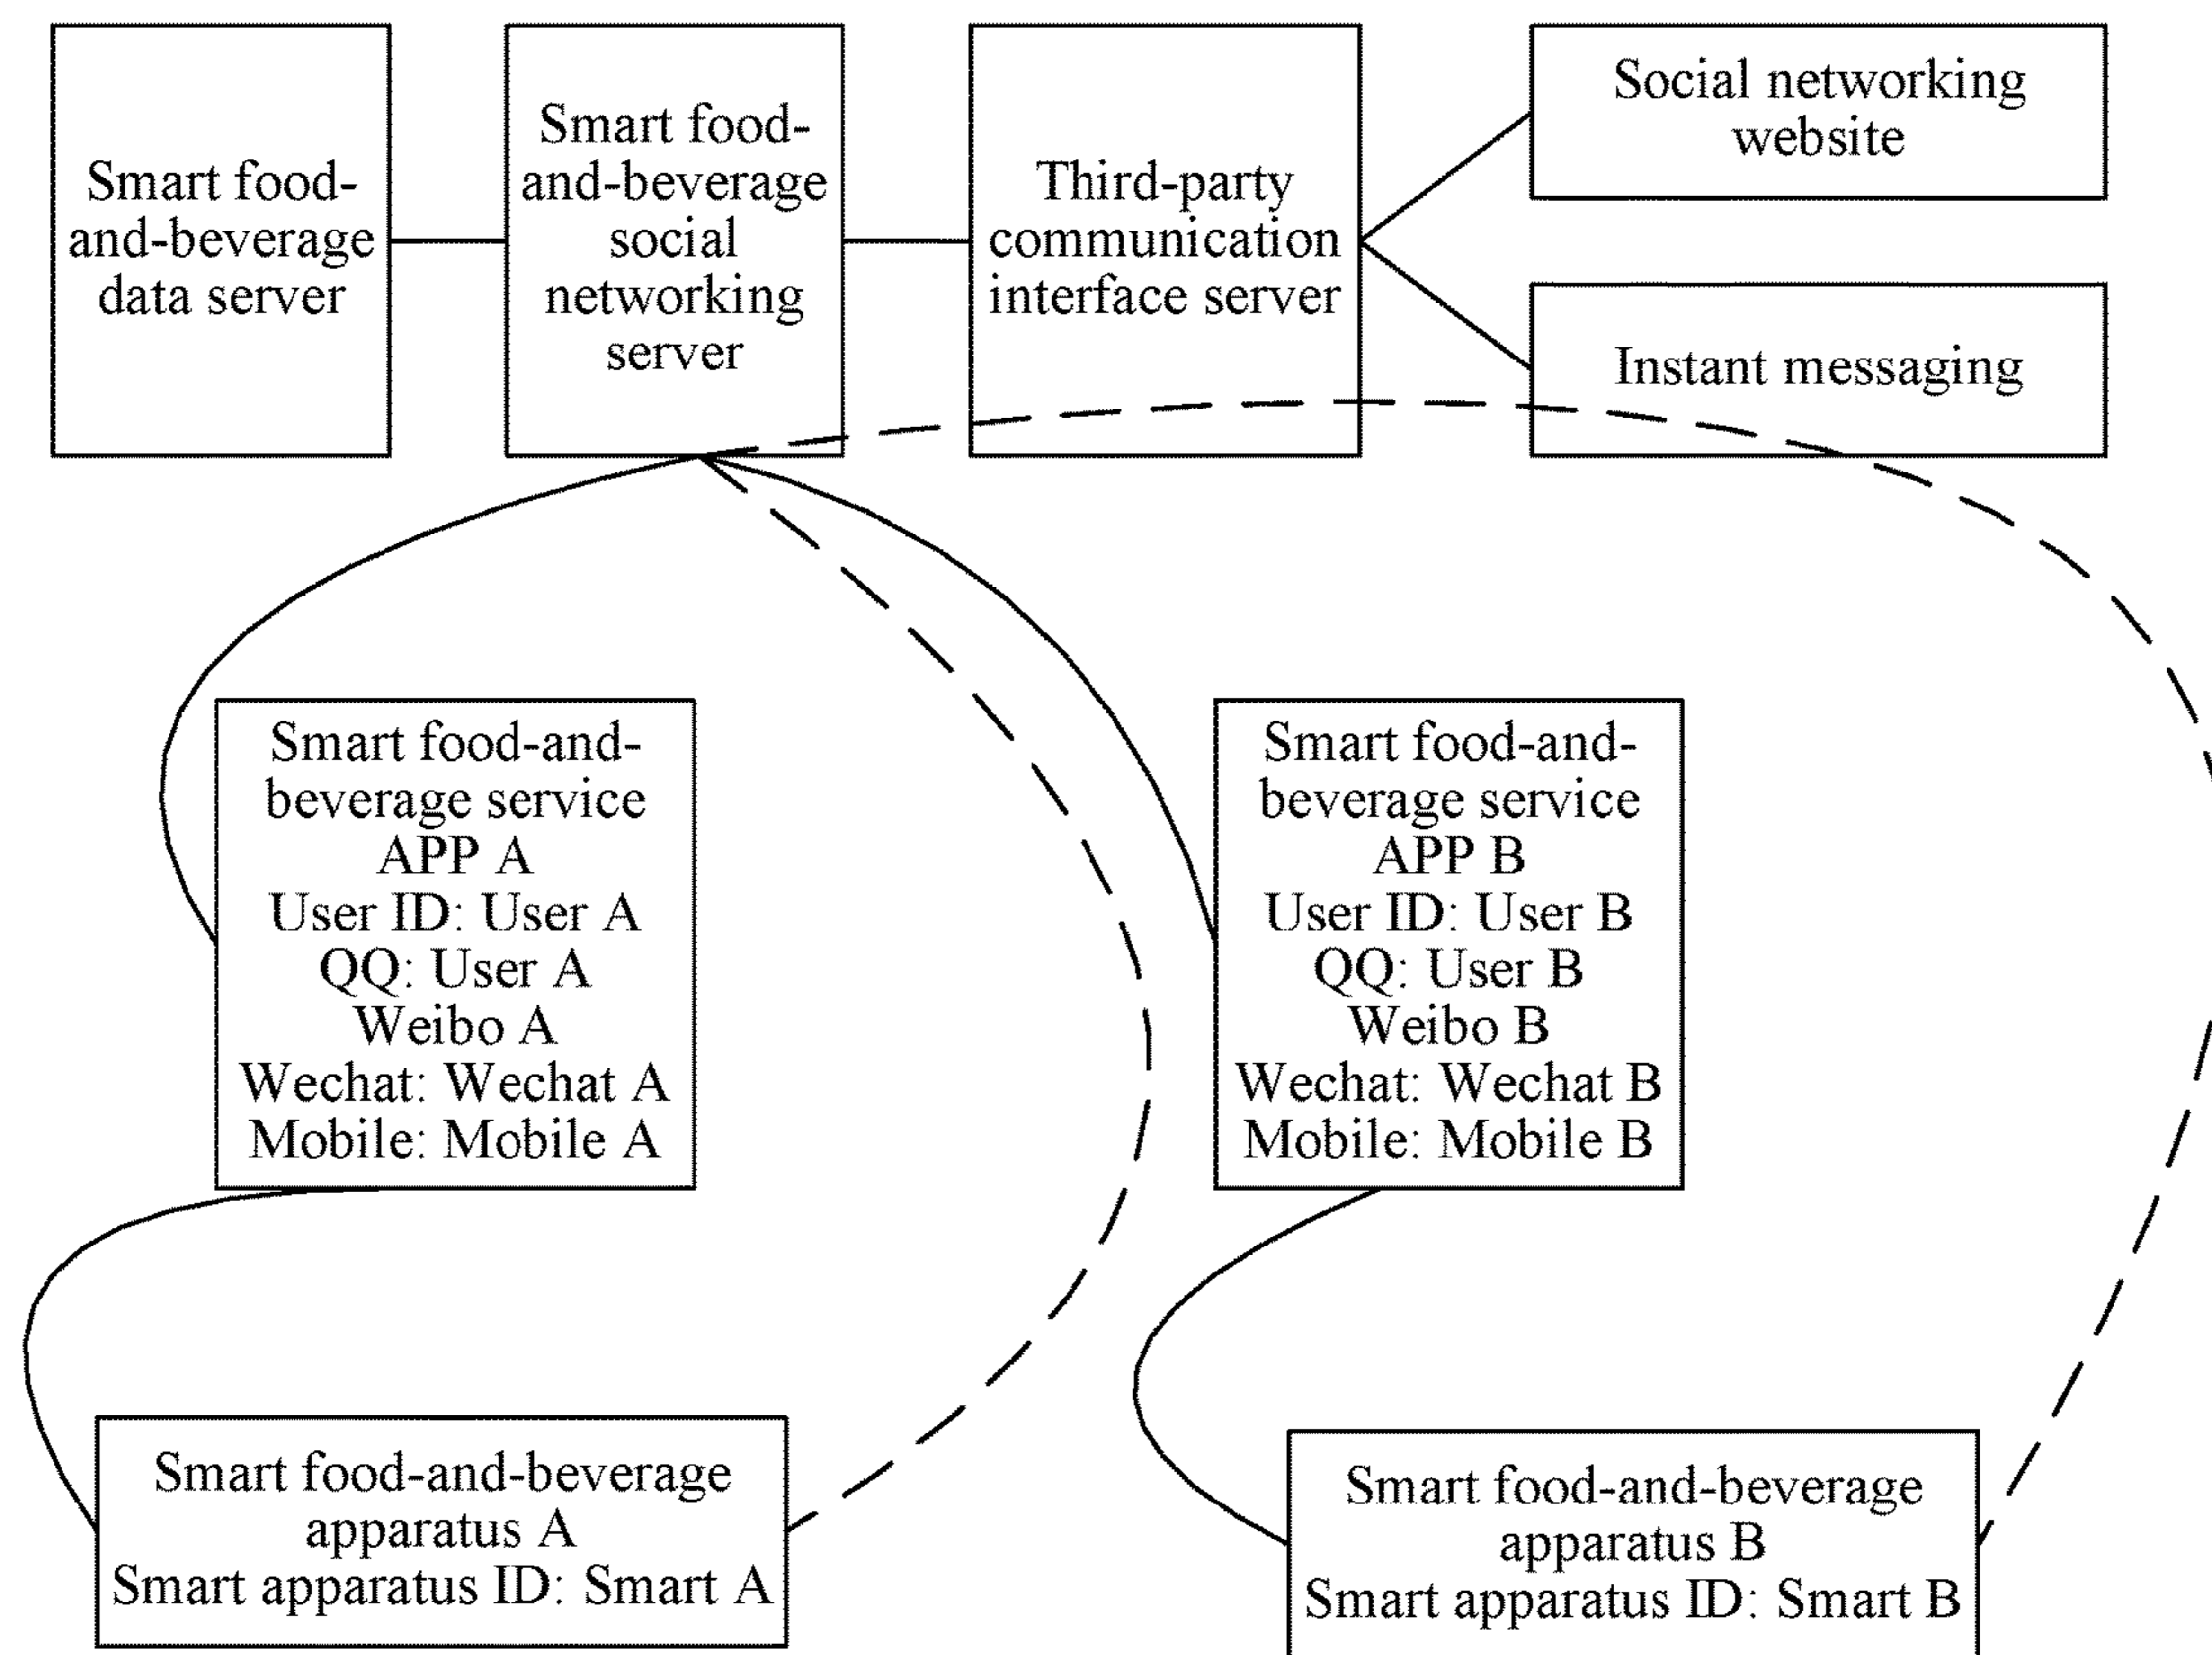 Smart food-
and-beverage
data server
Smart food-
and-beverage
social
networking
server
Third-party
communication
interface server
Social networking
website
Instant messaging
Smart food-and-
beverage service
APP A
User ID: User A
QQ: User A
Weibo A
Wechat: Wechat A
Mobile: Mobile A
Smart food-and-
beverage service
APP B
User ID: User B
QQ: User B
Weibo B
Wechat: Wechat B
Mobile: Mobile B
Smart food-and-beverage
apparatus A
Smart apparatus ID: Smart A
Smart food-and-beverage
apparatus B
Smart apparatus ID: Smart B